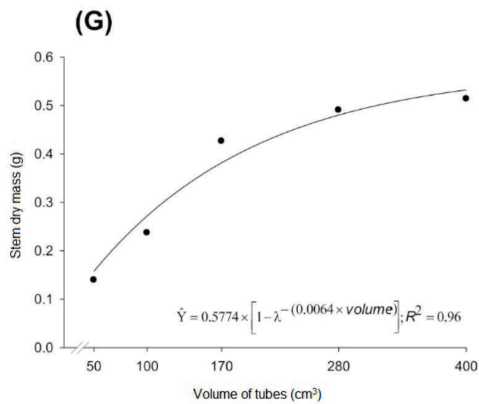 (G)
0.6
0.5
0.4
0.3
0.2
0.1
0.0
Stem dry mass (g)
Ŷ = 0.5774 × [1 − λ^−(0.0064 × volume)]; R² = 0.96
50 100 170 280 400
Volume of tubes (cm³)